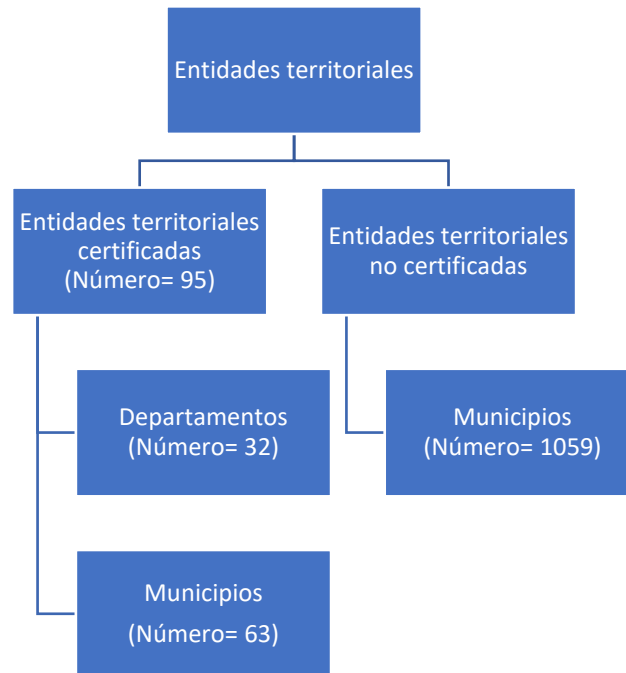 Entidades territoriales
Entidades territoriales
certificadas
(Número= 95)
Entidades territoriales
no certificadas
Departamentos
(Número= 32)
Municipios
(Número= 1059)
Municipios
(Número= 63)